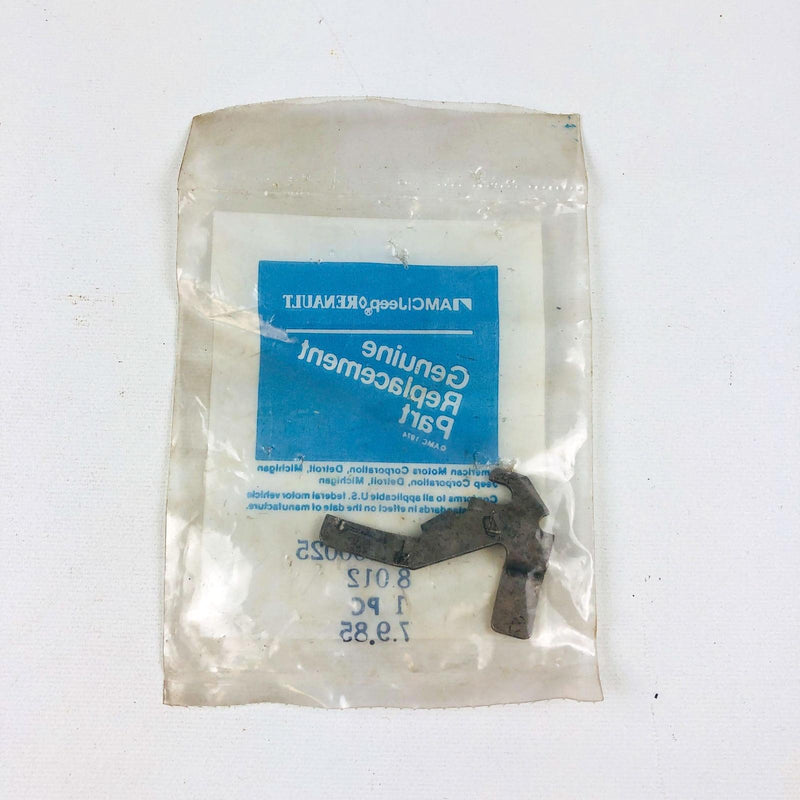 AMC|Jeep®RENAULT
Genuine
Replacement
Part
© AMC 1974
American Motors Corporation, Detroit, Michigan
Jeep Corporation, Detroit, Michigan
Conforms to all applicable U.S. federal motor vehicle
standards in effect on the date of manufacture.
0025
8.012
1 PC
7.9.85